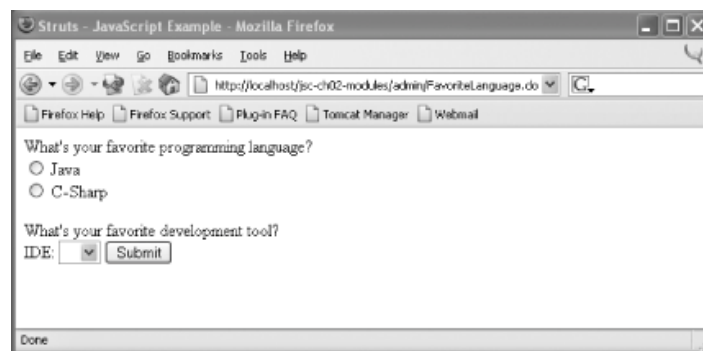 Struts - JavaScript Example - Mozilla Firefox
File Edit View Go Bookmarks Tools Help
http://localhost/jsc-ch02-modules/admin/FavoriteLanguage.do
Firefox Help Firefox Support Plug-in FAQ Tomcat Manager Webmail
What's your favorite programming language?
Java
C-Sharp
What's your favorite development tool?
IDE: Submit
Done